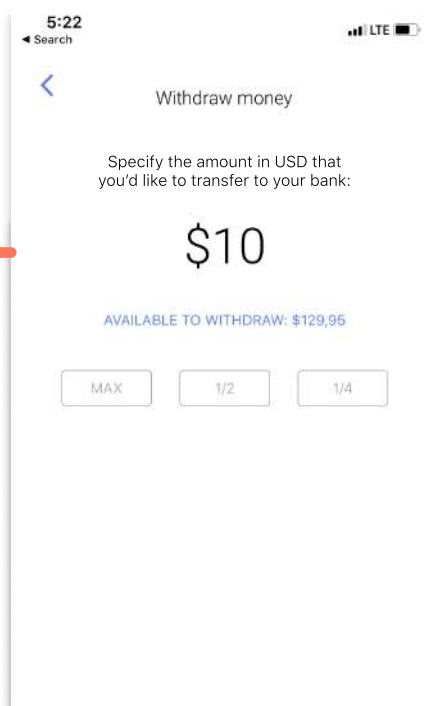 5:22
LTE
◄ Search
Withdraw money
Specify the amount in USD that
you'd like to transfer to your bank:
$10
AVAILABLE TO WITHDRAW: $129,95
MAX
1/2
1/4